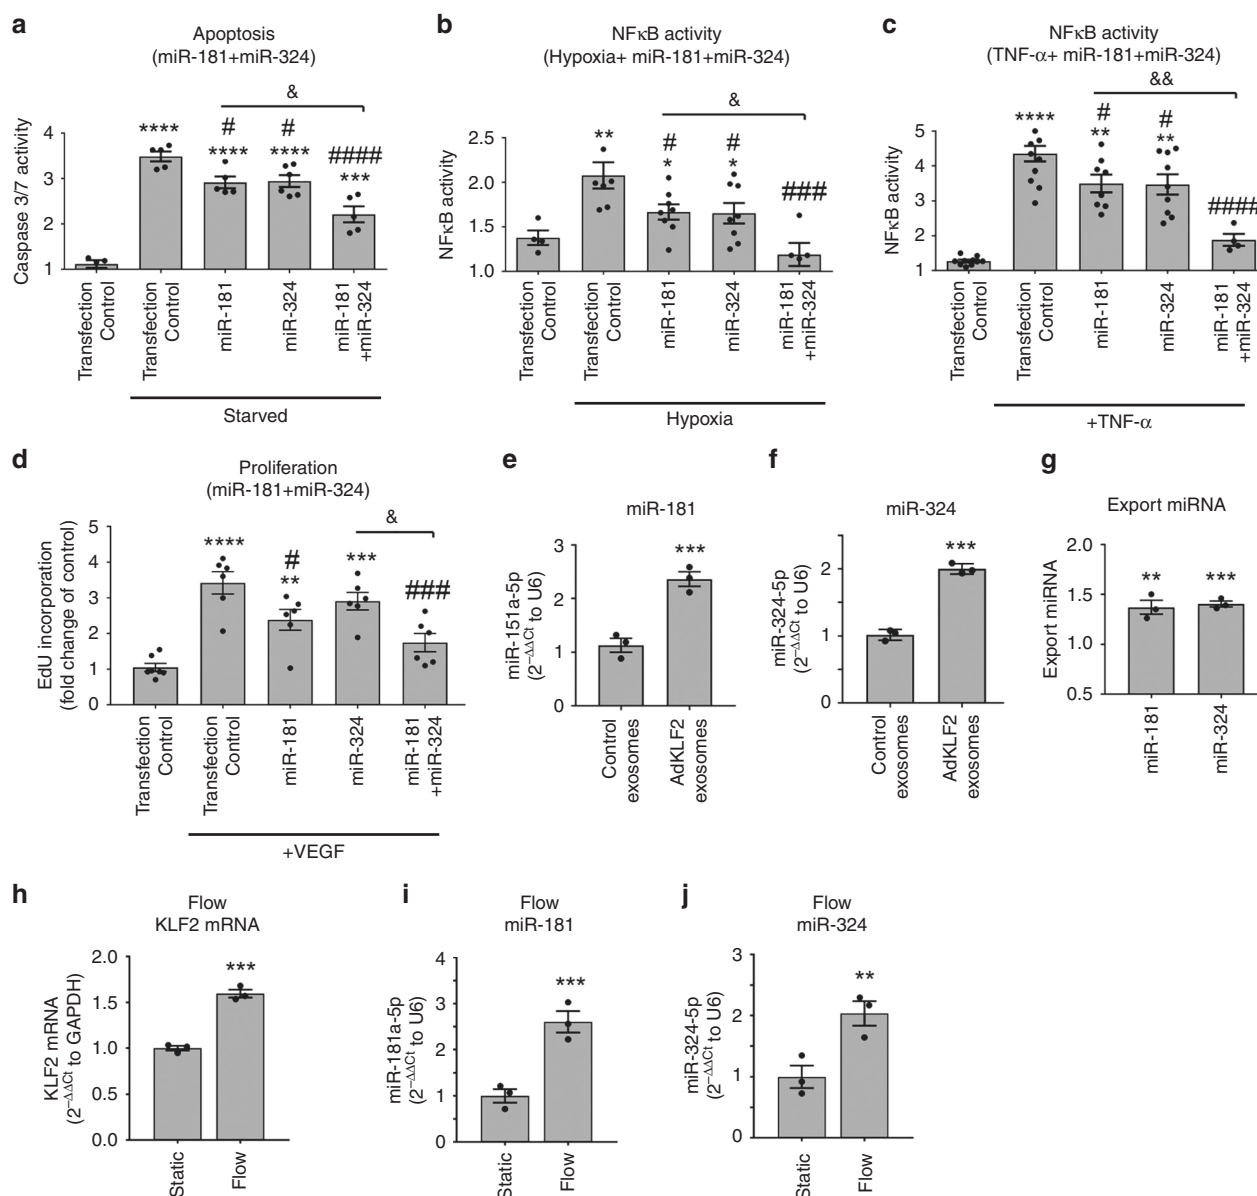 a
Apoptosis
(miR-181+miR-324)
&
# # ####
**** **** **** ***
Caspase 3/7 activity
4
3
2
1
Transfection
Control
Transfection
Control
miR-181
miR-324
miR-181
+miR-324
Starved
b
NFκB activity
(Hypoxia+ miR-181+miR-324)
&
# # ###
** * *
NFκB activity
2.5
2.0
1.5
1.0
Transfection
Control
Transfection
Control
miR-181
miR-324
miR-181
+miR-324
Hypoxia
c
NFκB activity
(TNF-α+ miR-181+miR-324)
&&
# # ####
**** ** **
NFκB activity
5
4
3
2
1
Transfection
Control
Transfection
Control
miR-181
miR-324
miR-181
+miR-324
+TNF-α
d
Proliferation
(miR-181+miR-324)
&
# ###
**** ** ***
EdU incorporation
(fold change of control)
5
4
3
2
1
0
Transfection
Control
Transfection
Control
miR-181
miR-324
miR-181
+miR-324
+VEGF
e
miR-181
***
miR-151a-5p
(2−ΔΔCt to U6)
3
2
1
0
Control
exosomes
AdKLF2
exosomes
f
miR-324
***
miR-324-5p
(2−ΔΔCt to U6)
2
1
0
Control
exosomes
AdKLF2
exosomes
g
Export miRNA
** ***
Export miRNA
2.0
1.5
1.0
0.5
miR-181
miR-324
h
Flow
KLF2 mRNA
***
KLF2 mRNA
(2−ΔΔCt to GAPDH)
2.0
1.5
1.0
0.5
0.0
Static
Flow
i
Flow
miR-181
***
miR-181a-5p
(2−ΔΔCt to U6)
4
3
2
1
0
Static
Flow
j
Flow
miR-324
**
miR-324-5p
(2−ΔΔCt to U6)
3
2
1
0
Static
Flow